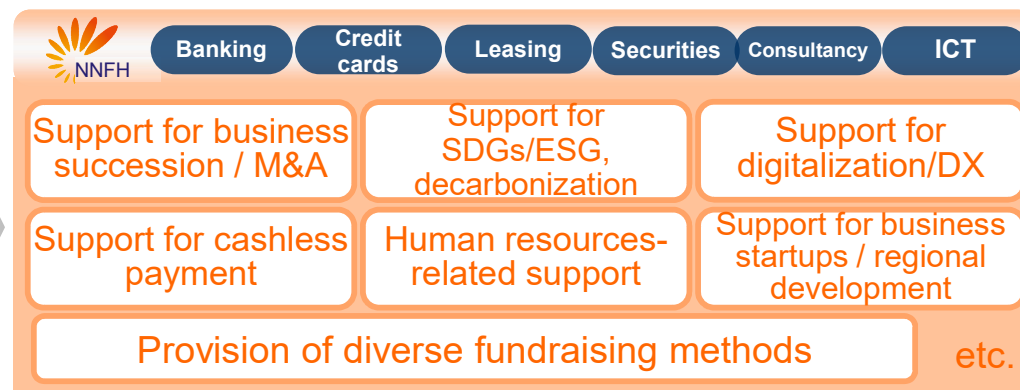 NNFH
Banking
Credit
cards
Leasing
Securities
Consultancy
ICT
Support for business
succession / M&A
Support for
SDGs/ESG,
decarbonization
Support for
digitalization/DX
Support for cashless
payment
Human resources-
related support
Support for business
startups / regional
development
Provision of diverse fundraising methods
etc.